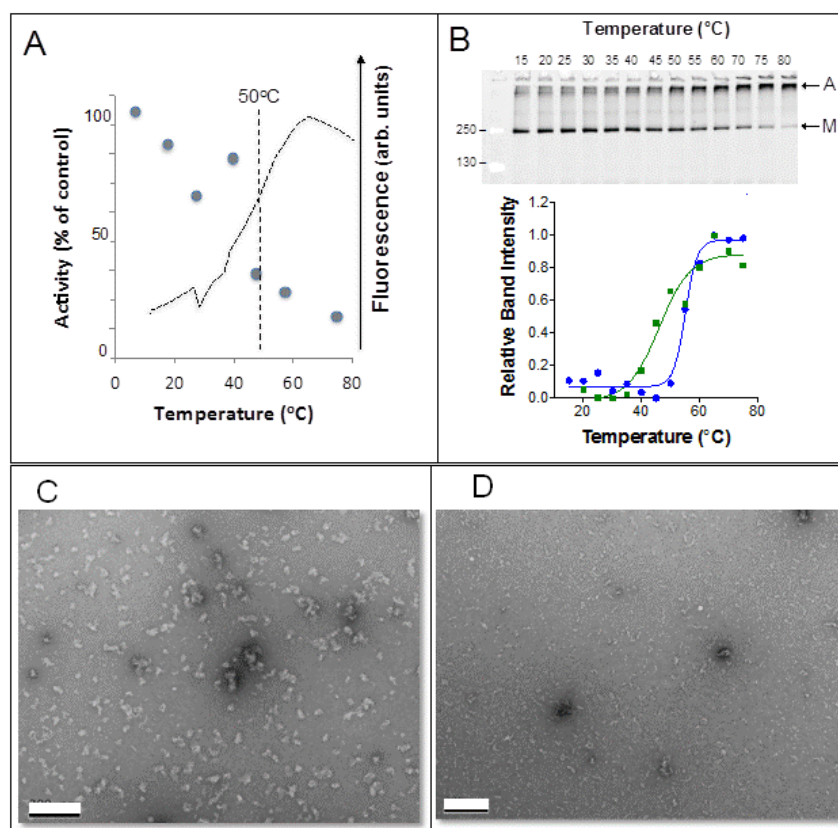 A
Activity (% of control)
100
50
0
50°C
Fluorescence (arb. units)
0 20 40 60 80
Temperature (°C)
B
Temperature (°C)
15 20 25 30 35 40 45 50 55 60 70 75 80
A
250
M
130
Relative Band Intensity
1.2
1.0
0.8
0.6
0.4
0.2
0.0
20 40 60 80
Temperature (°C)
C
D